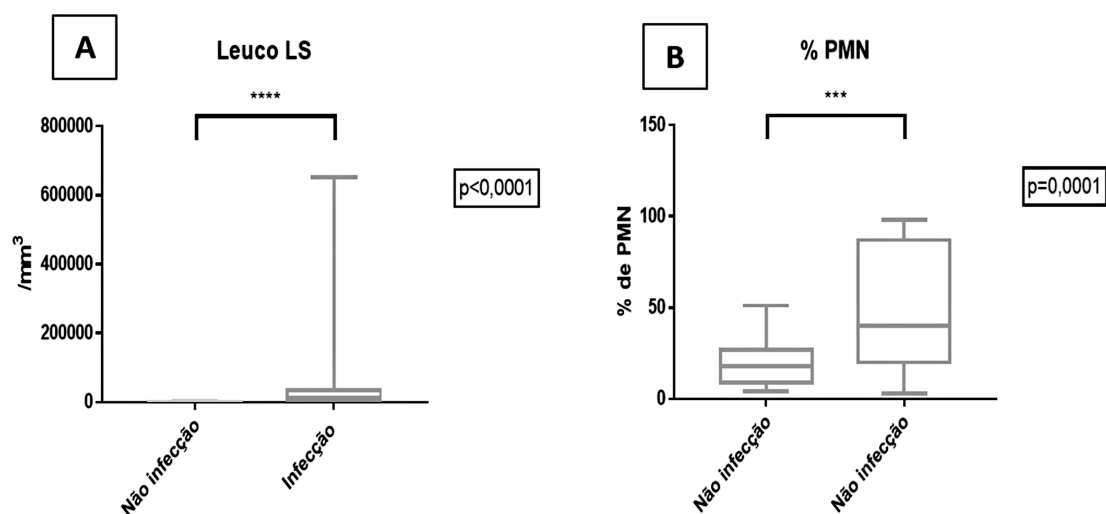 A
Leuco LS
****
800000
600000
400000
200000
0
/mm³
p<0,0001
Não infecção
Infecção
B
% PMN
***
150
100
50
0
% de PMN
p=0,0001
Não infecção
Não infecção